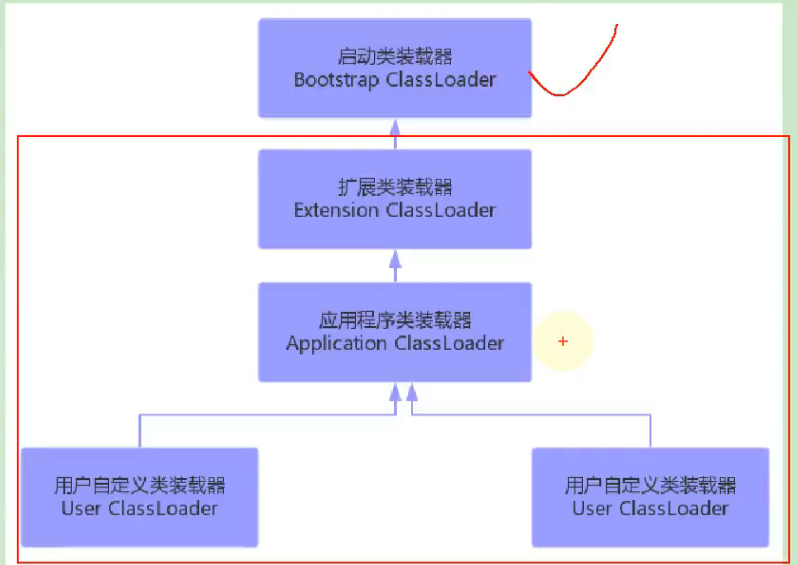 启动类装载器
Bootstrap ClassLoader
扩展类装载器
Extension ClassLoader
应用程序类装载器
Application ClassLoader
用户自定义类装载器
User ClassLoader
用户自定义类装载器
User ClassLoader